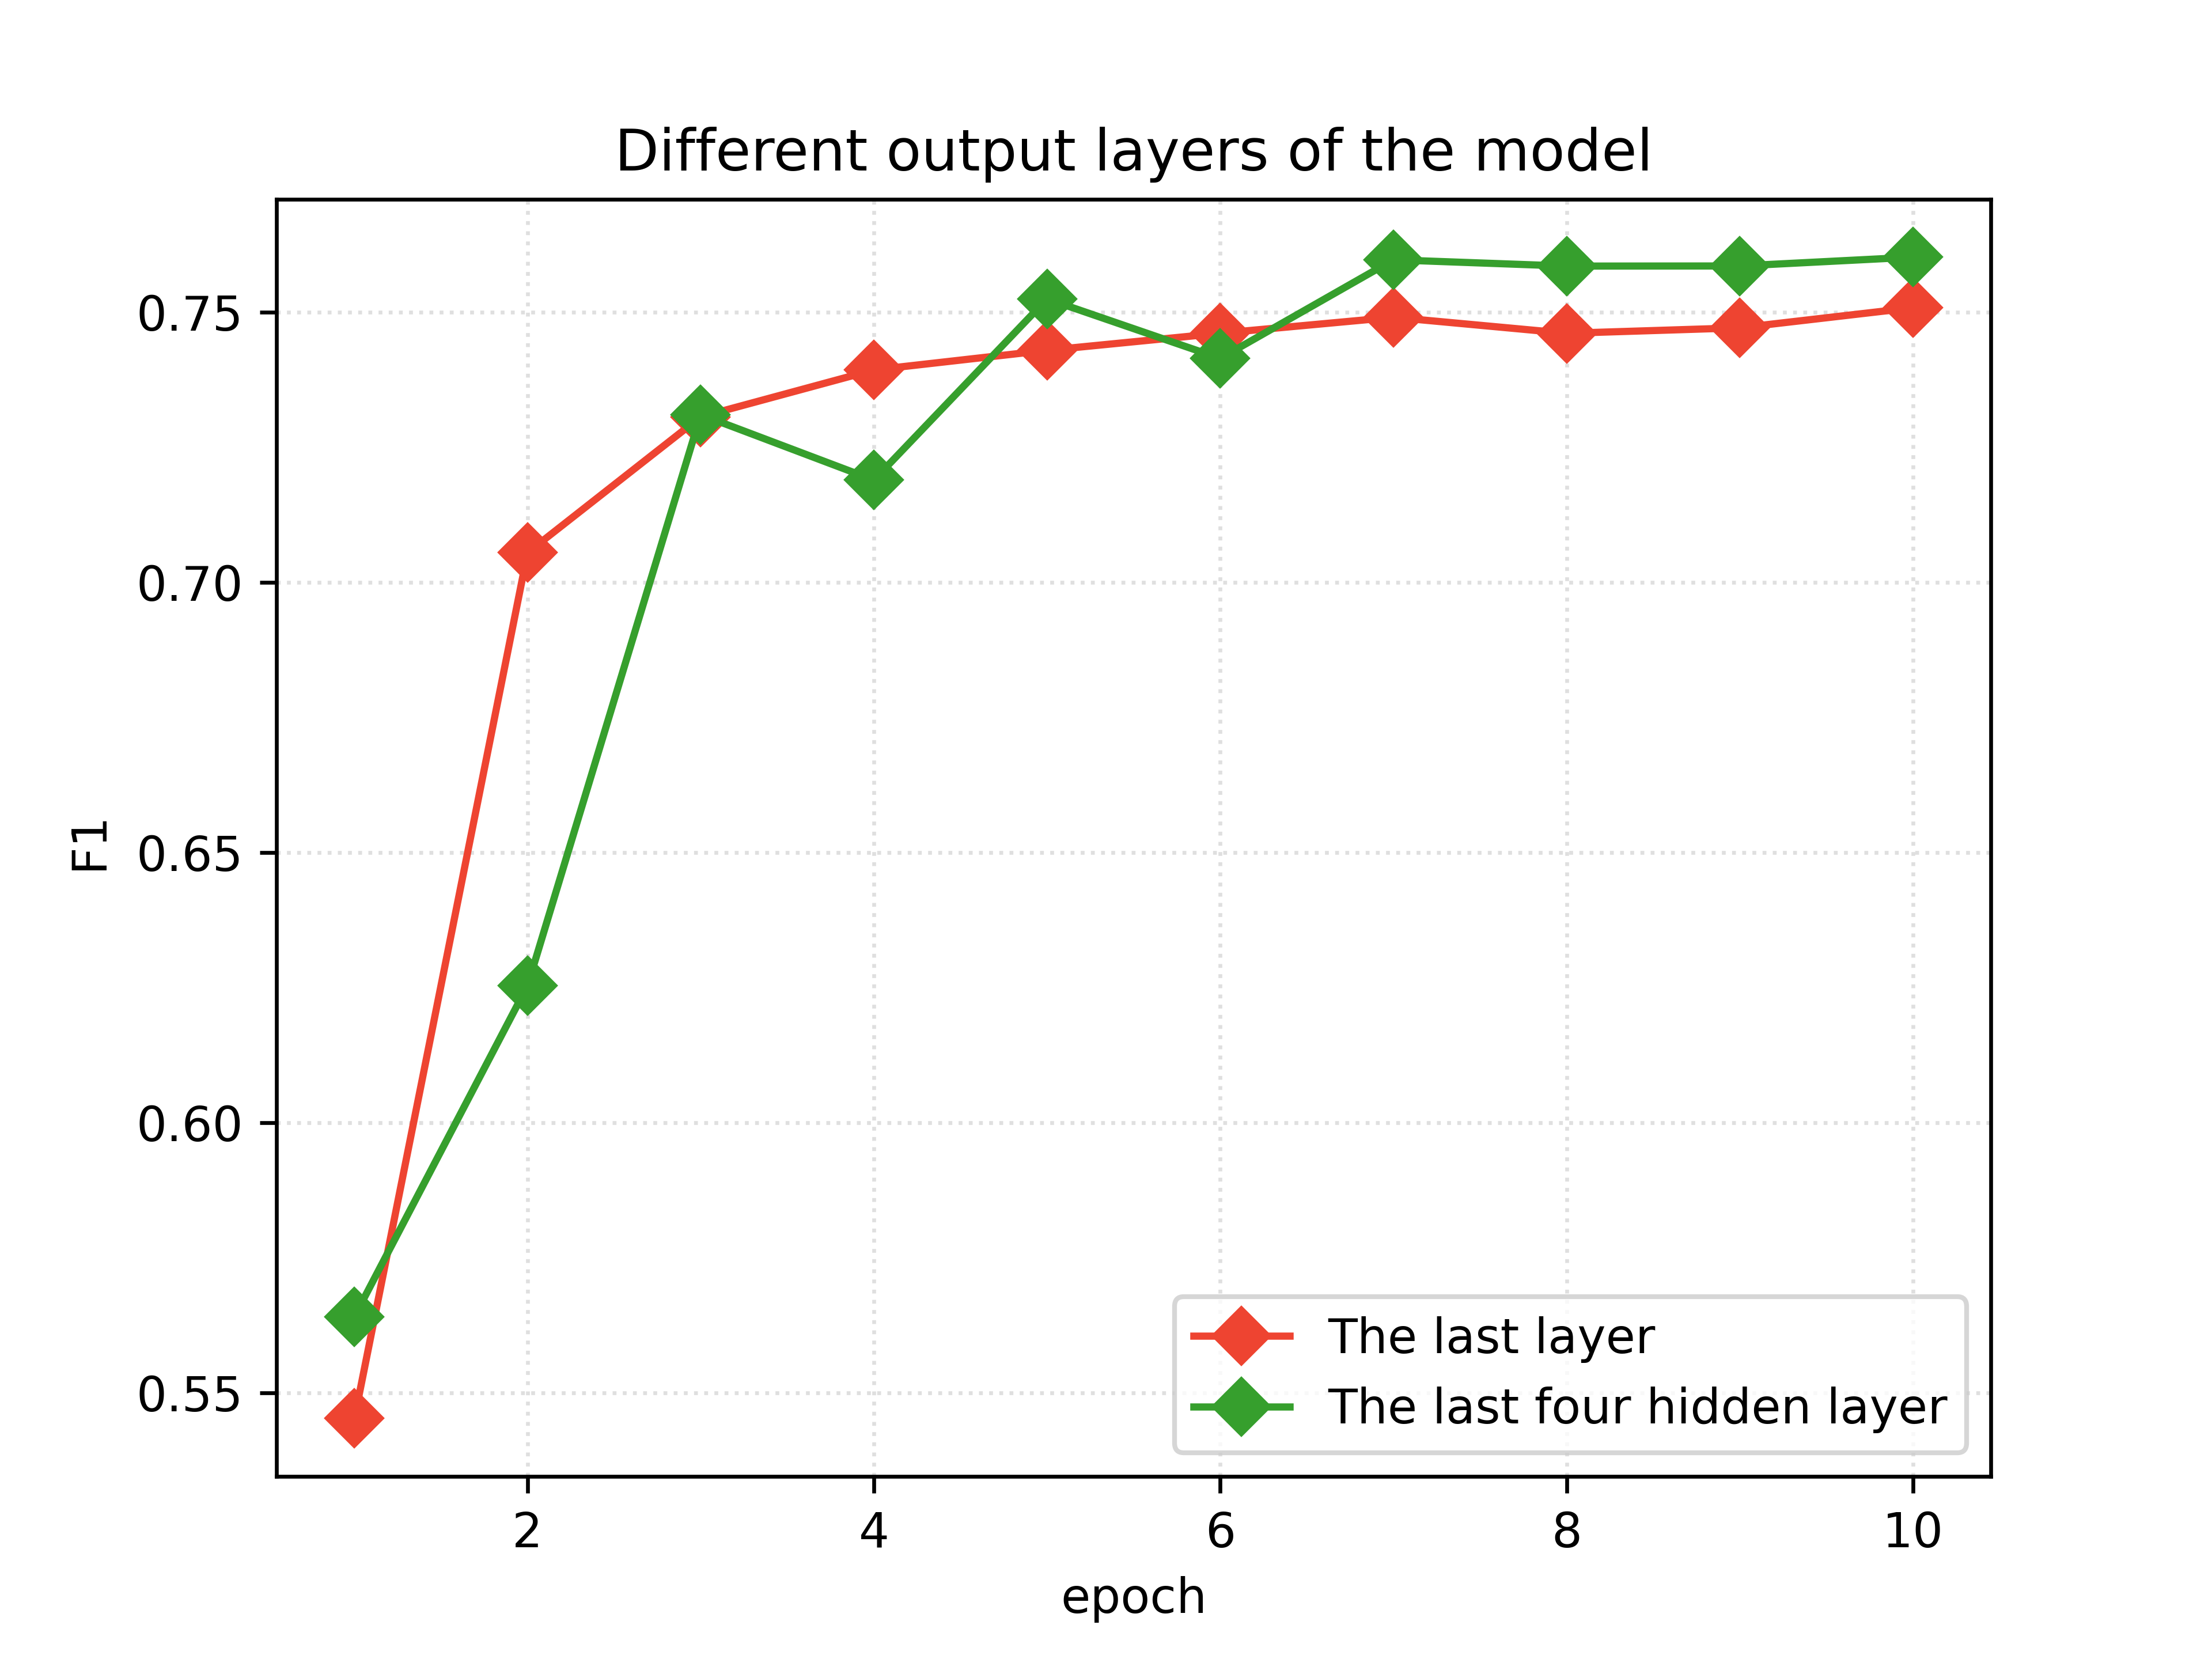 Different output layers of the model
0.75
0.70
0.65
0.60
0.55
F1
2 4 6 8 10
epoch
The last layer
The last four hidden layer